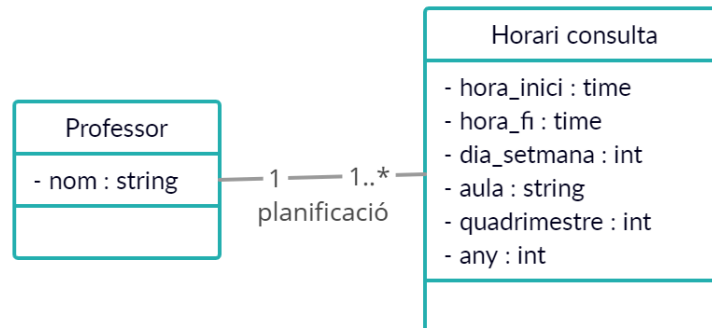 Professor
- nom : string
1
1..*
planificació
Horari consulta
- hora_inici : time
- hora_fi : time
- dia_setmana : int
- aula : string
- quadrimestre : int
- any : int